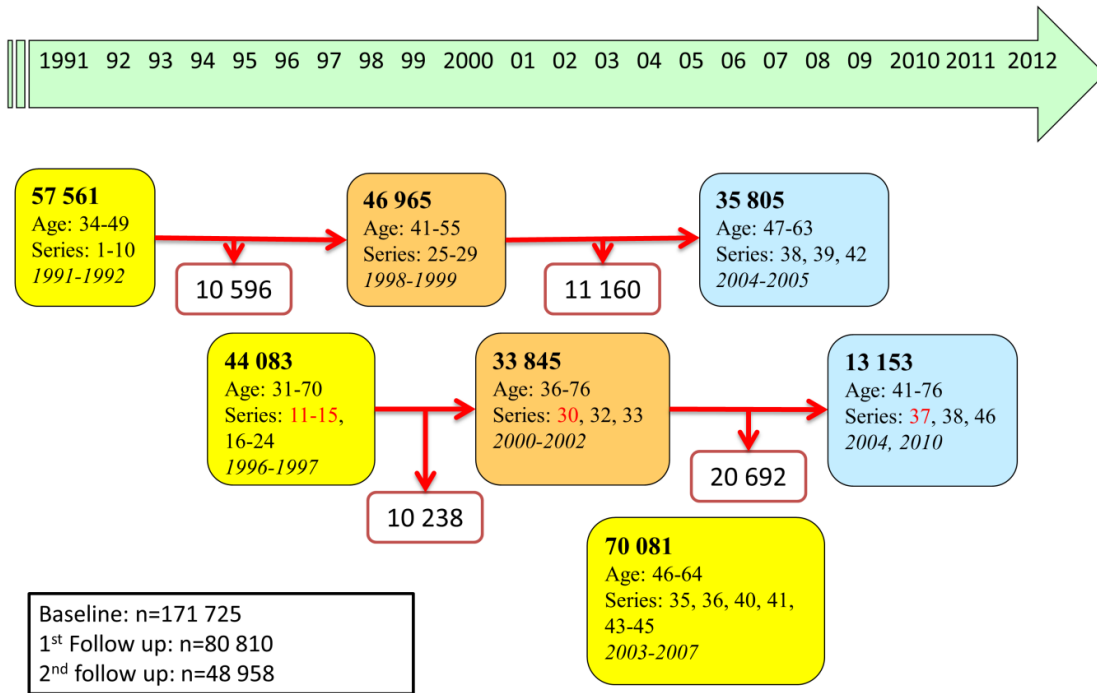 1991 92 93 94 95 96 97 98 99 2000 01 02 03 04 05 06 07 08 09 2010 2011 2012
57 561
Age: 34-49
Series: 1-10
1991-1992
10 596
46 965
Age: 41-55
Series: 25-29
1998-1999
11 160
35 805
Age: 47-63
Series: 38, 39, 42
2004-2005
44 083
Age: 31-70
Series: 11-15,
16-24
1996-1997
10 238
33 845
Age: 36-76
Series: 30, 32, 33
2000-2002
20 692
13 153
Age: 41-76
Series: 37, 38, 46
2004, 2010
70 081
Age: 46-64
Series: 35, 36, 40, 41,
43-45
2003-2007
Baseline: n=171 725
1st Follow up: n=80 810
2nd follow up: n=48 958